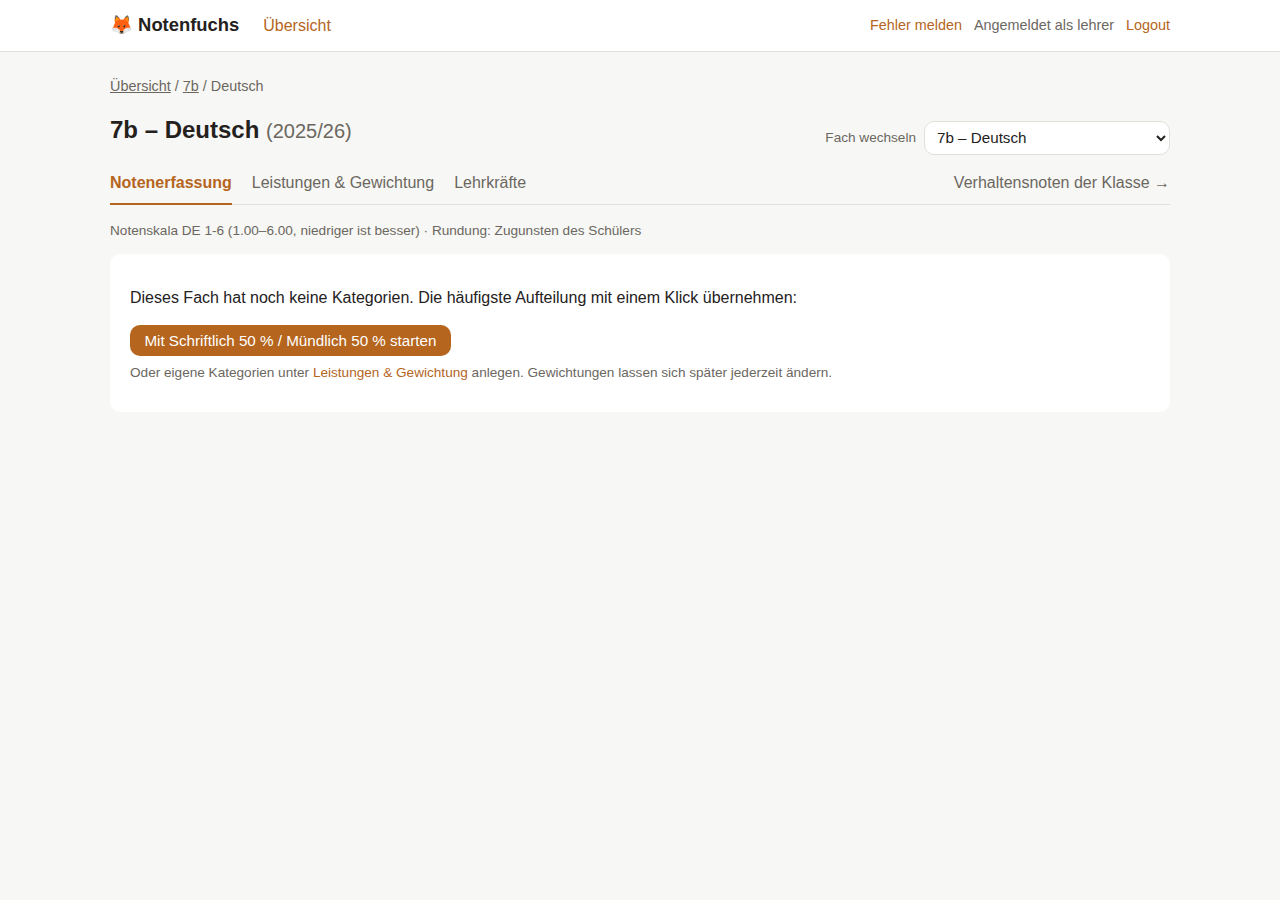 🦊 Notenfuchs Übersicht Fehler melden Angemeldet als lehrer Logout
Übersicht / 7b / Deutsch
7b – Deutsch (2025/26) Fach wechseln 7b – Deutsch
Notenerfassung Leistungen & Gewichtung Lehrkräfte Verhaltensnoten der Klasse →
Notenskala DE 1-6 (1.00–6.00, niedriger ist besser) · Rundung: Zugunsten des Schülers
Dieses Fach hat noch keine Kategorien. Die häufigste Aufteilung mit einem Klick übernehmen:
Mit Schriftlich 50 % / Mündlich 50 % starten
Oder eigene Kategorien unter Leistungen & Gewichtung anlegen. Gewichtungen lassen sich später jederzeit ändern.